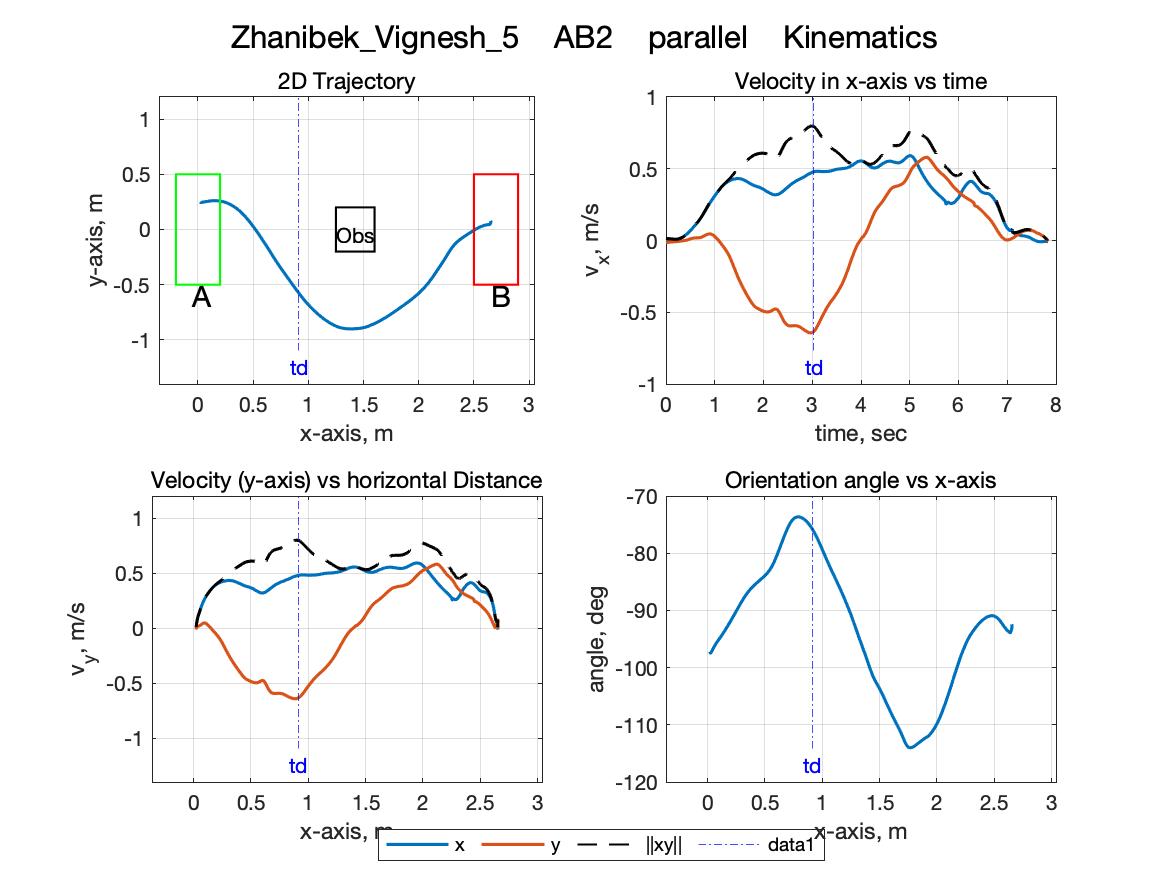 Zhanibek_Vignesh_5 AB2 parallel Kinematics
2D Trajectory
1
0.5
0
-0.5
-1
y-axis, m
A
Obs
B
td
0 0.5 1 1.5 2 2.5 3
x-axis, m
Velocity in x-axis vs time
1
0.5
0
-0.5
-1
v_x, m/s
td
0 1 2 3 4 5 6 7 8
time, sec
Velocity (y-axis) vs horizontal Distance
1
0.5
0
-0.5
-1
v_y, m/s
td
0 0.5 1 1.5 2 2.5 3
x-axis, m
Orientation angle vs x-axis
-70
-80
-90
-100
-110
-120
angle, deg
td
0 0.5 1 1.5 2 2.5 3
x-axis, m
x y ||xy|| data1